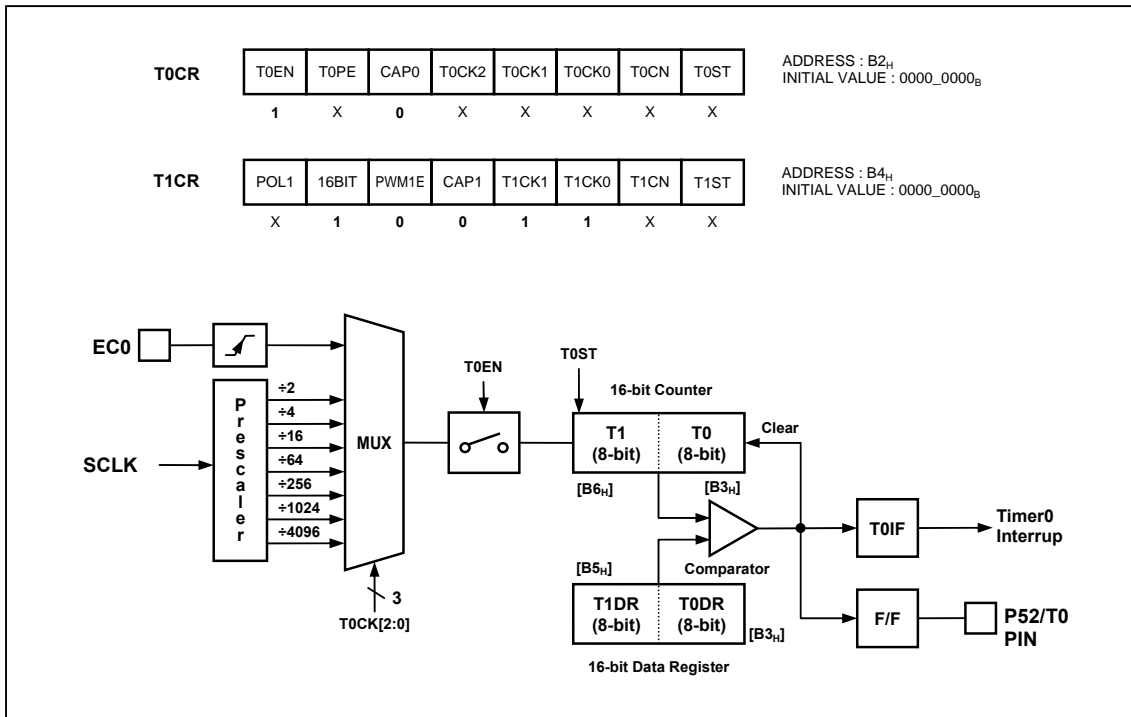 T0CR T0EN T0PE CAP0 T0CK2 T0CK1 T0CK0 T0CN T0ST
ADDRESS : B2H
INITIAL VALUE : 0000_0000B
1 X 0 X X X X X
T1CR POL1 16BIT PWM1E CAP1 T1CK1 T1CK0 T1CN T1ST
ADDRESS : B4H
INITIAL VALUE : 0000_0000B
X 1 0 0 1 1 X X
EC0
SCLK
Prescaler
÷2
÷4
÷16
÷64
÷256
÷1024
÷4096
MUX
3
T0CK[2:0]
T0EN
T0ST
16-bit Counter
T1
(8-bit)
T0
(8-bit)
Clear
[B6H]
[B3H]
Comparator
[B5H]
T1DR
(8-bit)
T0DR
(8-bit)
[B3H]
16-bit Data Register
T0IF
Timer0
Interrup
F/F
P52/T0
PIN